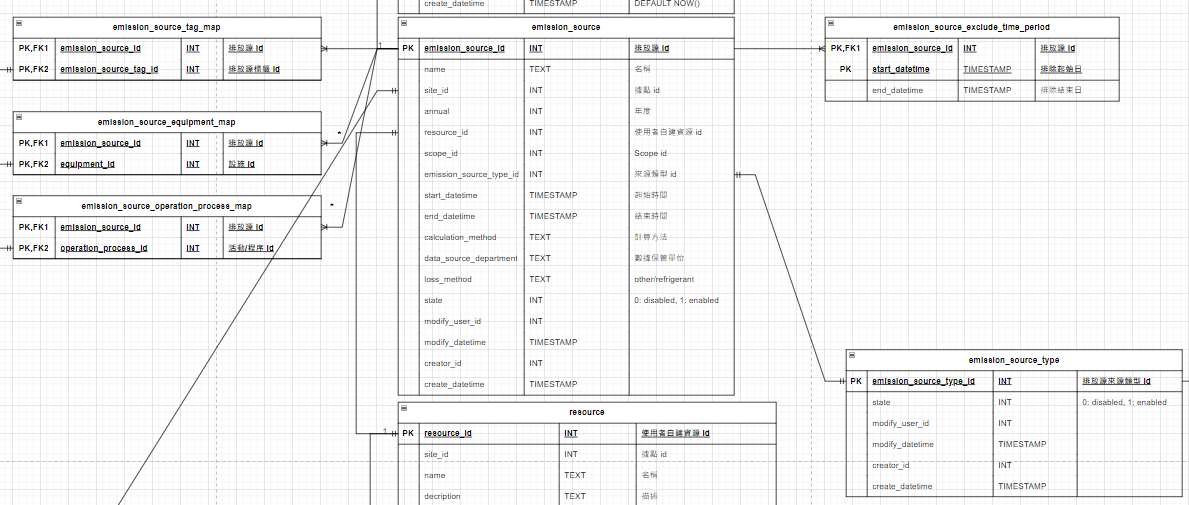 create_datetime TIMESTAMP DEFAULT NOW()
emission_source_tag_map
PK,FK1 emission_source_id INT 排放源 id
PK,FK2 emission_source_tag_id INT 排放源標籤 id
emission_source_equipment_map
PK,FK1 emission_source_id INT 排放源 id
PK,FK2 equipment_id INT 設施 id
*
emission_source_operation_process_map
*
PK,FK1 emission_source_id INT 排放源 id
PK,FK2 operation_process_id INT 活動/程序 id
1
emission_source
PK emission_source_id INT 排放源 id
name TEXT 名稱
site_id INT 據點 id
annual INT 年度
resource_id INT 使用者自建資源 id
scope_id INT Scope id
emission_source_type_id INT 來源類型 id
start_datetime TIMESTAMP 起始時間
end_datetime TIMESTAMP 結束時間
calculation_method TEXT 計算方法
data_source_department TEXT 數據保管單位
loss_method TEXT other/refrigerant
state INT 0: disabled, 1: enabled
modify_user_id INT
modify_datetime TIMESTAMP
creator_id INT
create_datetime TIMESTAMP
resource
1
PK resource_id INT 使用者自建資源 id
site_id INT 據點 id
name TEXT 名稱
decription TEXT 描述
emission_source_exclude_time_period
PK,FK1 emission_source_id INT 排放源 id
PK start_datetime TIMESTAMP 排除起始日
end_datetime TIMESTAMP 排除結束日
emission_source_type
PK emission_source_type_id INT 排放源來源類型 id
state INT 0: disabled, 1: enabled
modify_user_id INT
modify_datetime TIMESTAMP
creator_id INT
create_datetime TIMESTAMP